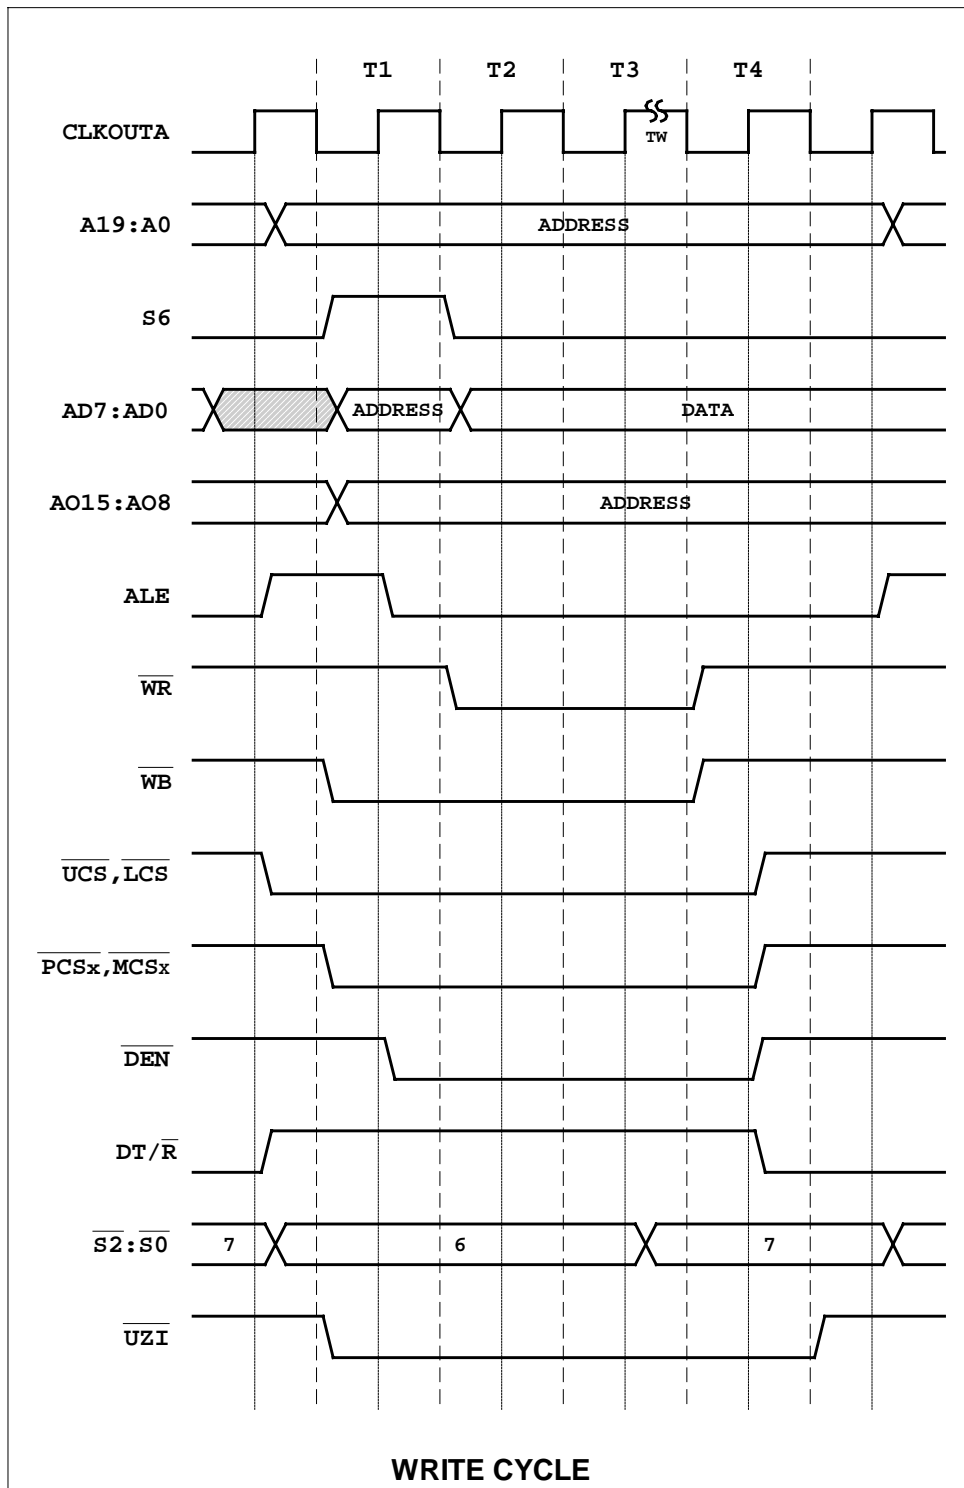 T1 T2 T3 T4
CLKOUTA TW
A19:A0 ADDRESS
S6
AD7:AD0 ADDRESS DATA
AO15:AO8 ADDRESS
ALE
WR
WB
UCS,LCS
PCSx,MCSx
DEN
DT/R
S2:S0 7 6 7
UZI
WRITE CYCLE